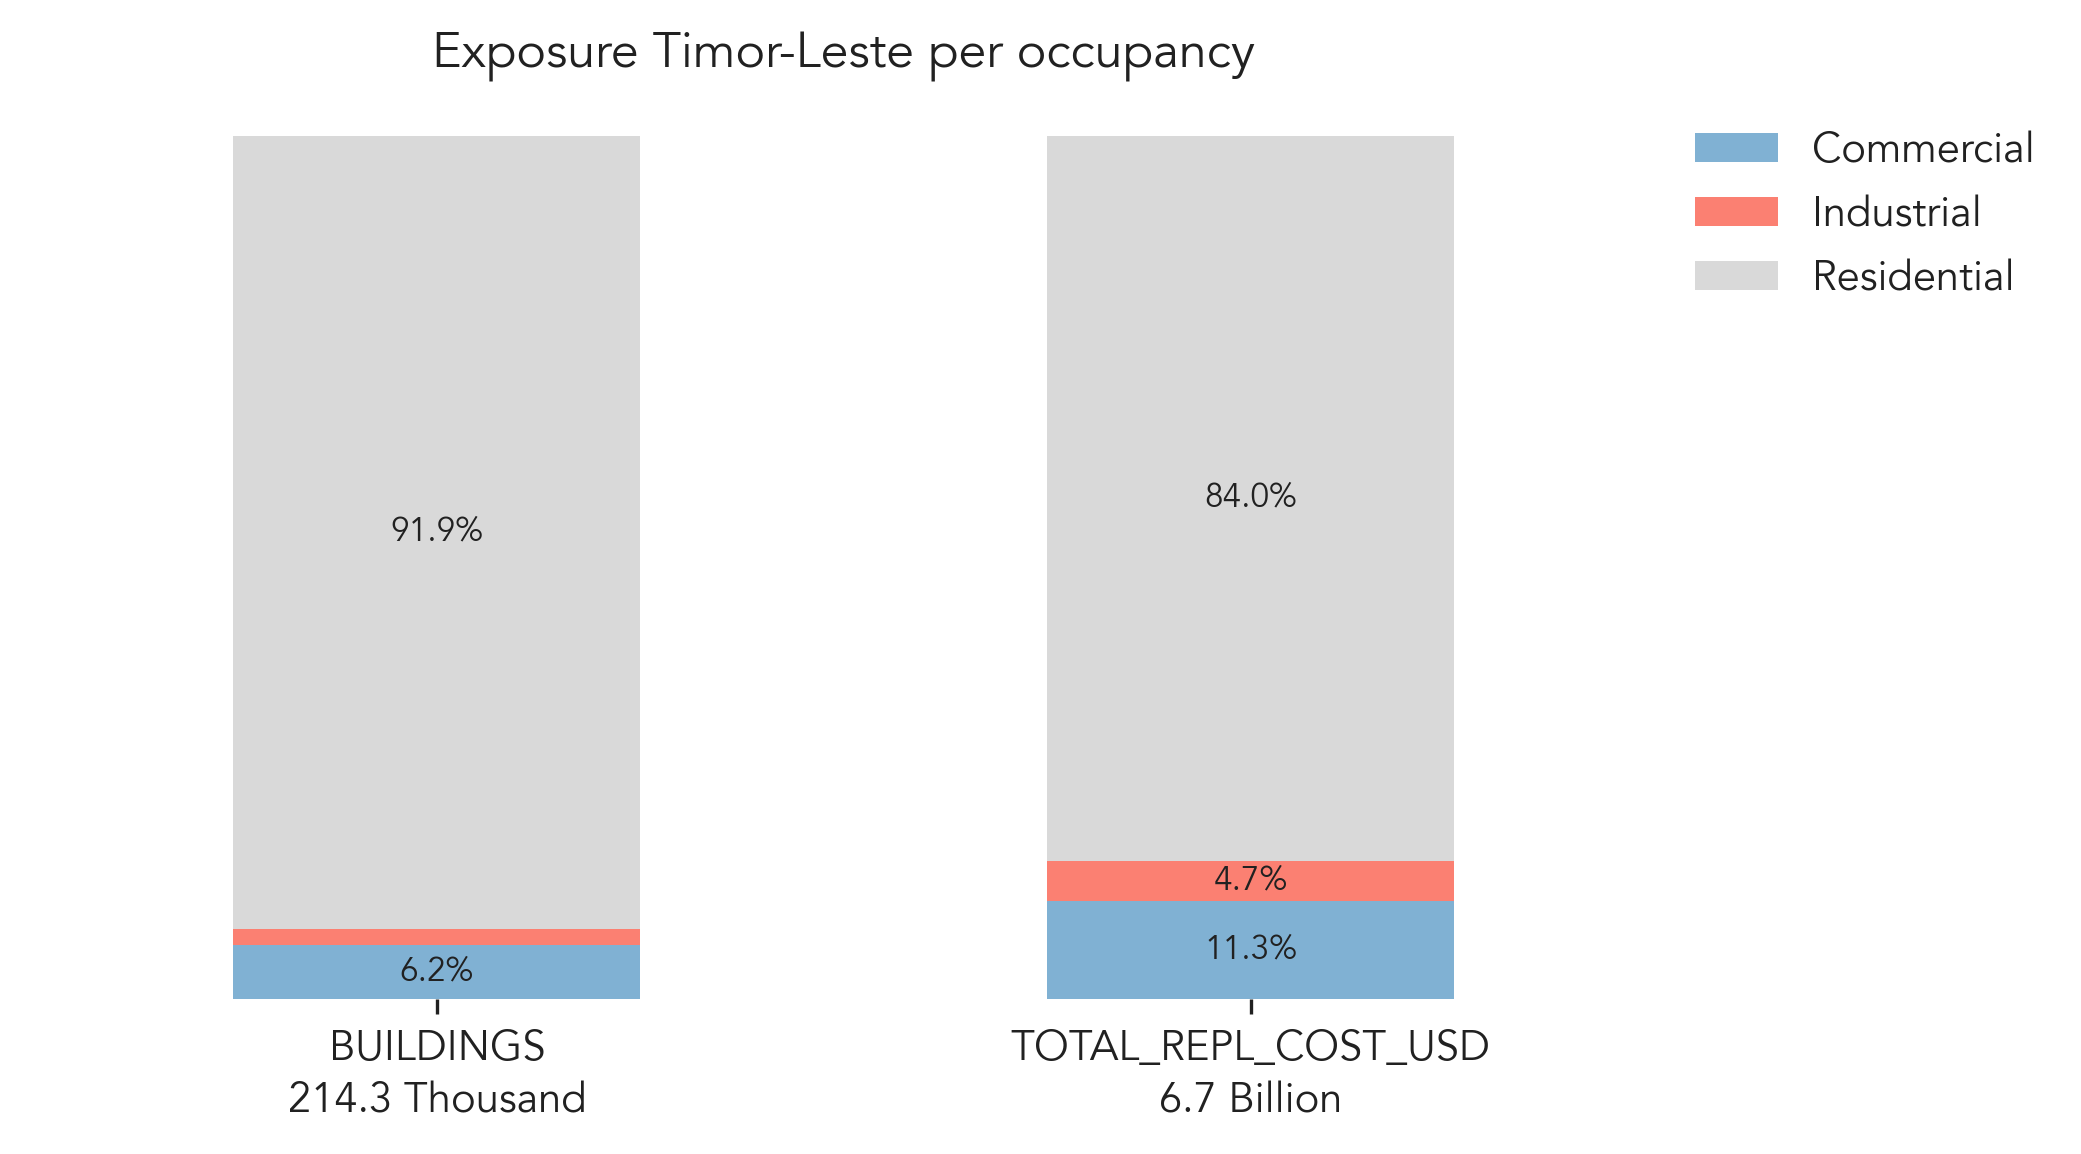 Exposure Timor-Leste per occupancy
Commercial
Industrial
Residential
91.9%
6.2%
84.0%
4.7%
11.3%
BUILDINGS
214.3 Thousand
TOTAL_REPL_COST_USD
6.7 Billion